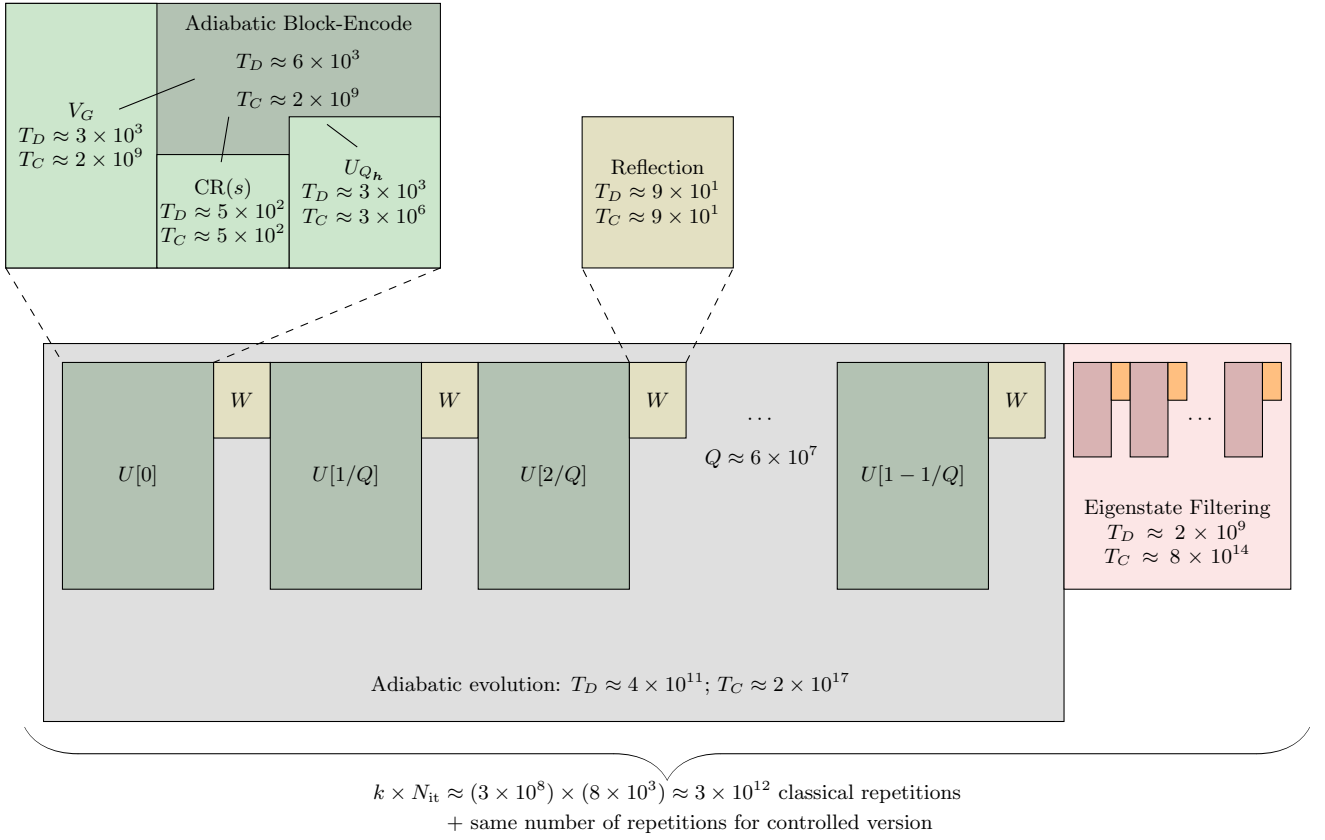 Adiabatic Block-Encode
T_D ≈ 6 × 10^3
T_C ≈ 2 × 10^9
V_G
T_D ≈ 3 × 10^3
T_C ≈ 2 × 10^9
CR(s)
T_D ≈ 5 × 10^2
T_C ≈ 5 × 10^2
U_{Q_h}
T_D ≈ 3 × 10^3
T_C ≈ 3 × 10^6
Reflection
T_D ≈ 9 × 10^1
T_C ≈ 9 × 10^1
U[0]
W
U[1/Q]
W
U[2/Q]
W
...
Q ≈ 6 × 10^7
U[1 − 1/Q]
W
...
Eigenstate Filtering
T_D ≈ 2 × 10^9
T_C ≈ 8 × 10^14
Adiabatic evolution: T_D ≈ 4 × 10^11; T_C ≈ 2 × 10^17
k × N_it ≈ (3 × 10^8) × (8 × 10^3) ≈ 3 × 10^12 classical repetitions
+ same number of repetitions for controlled version